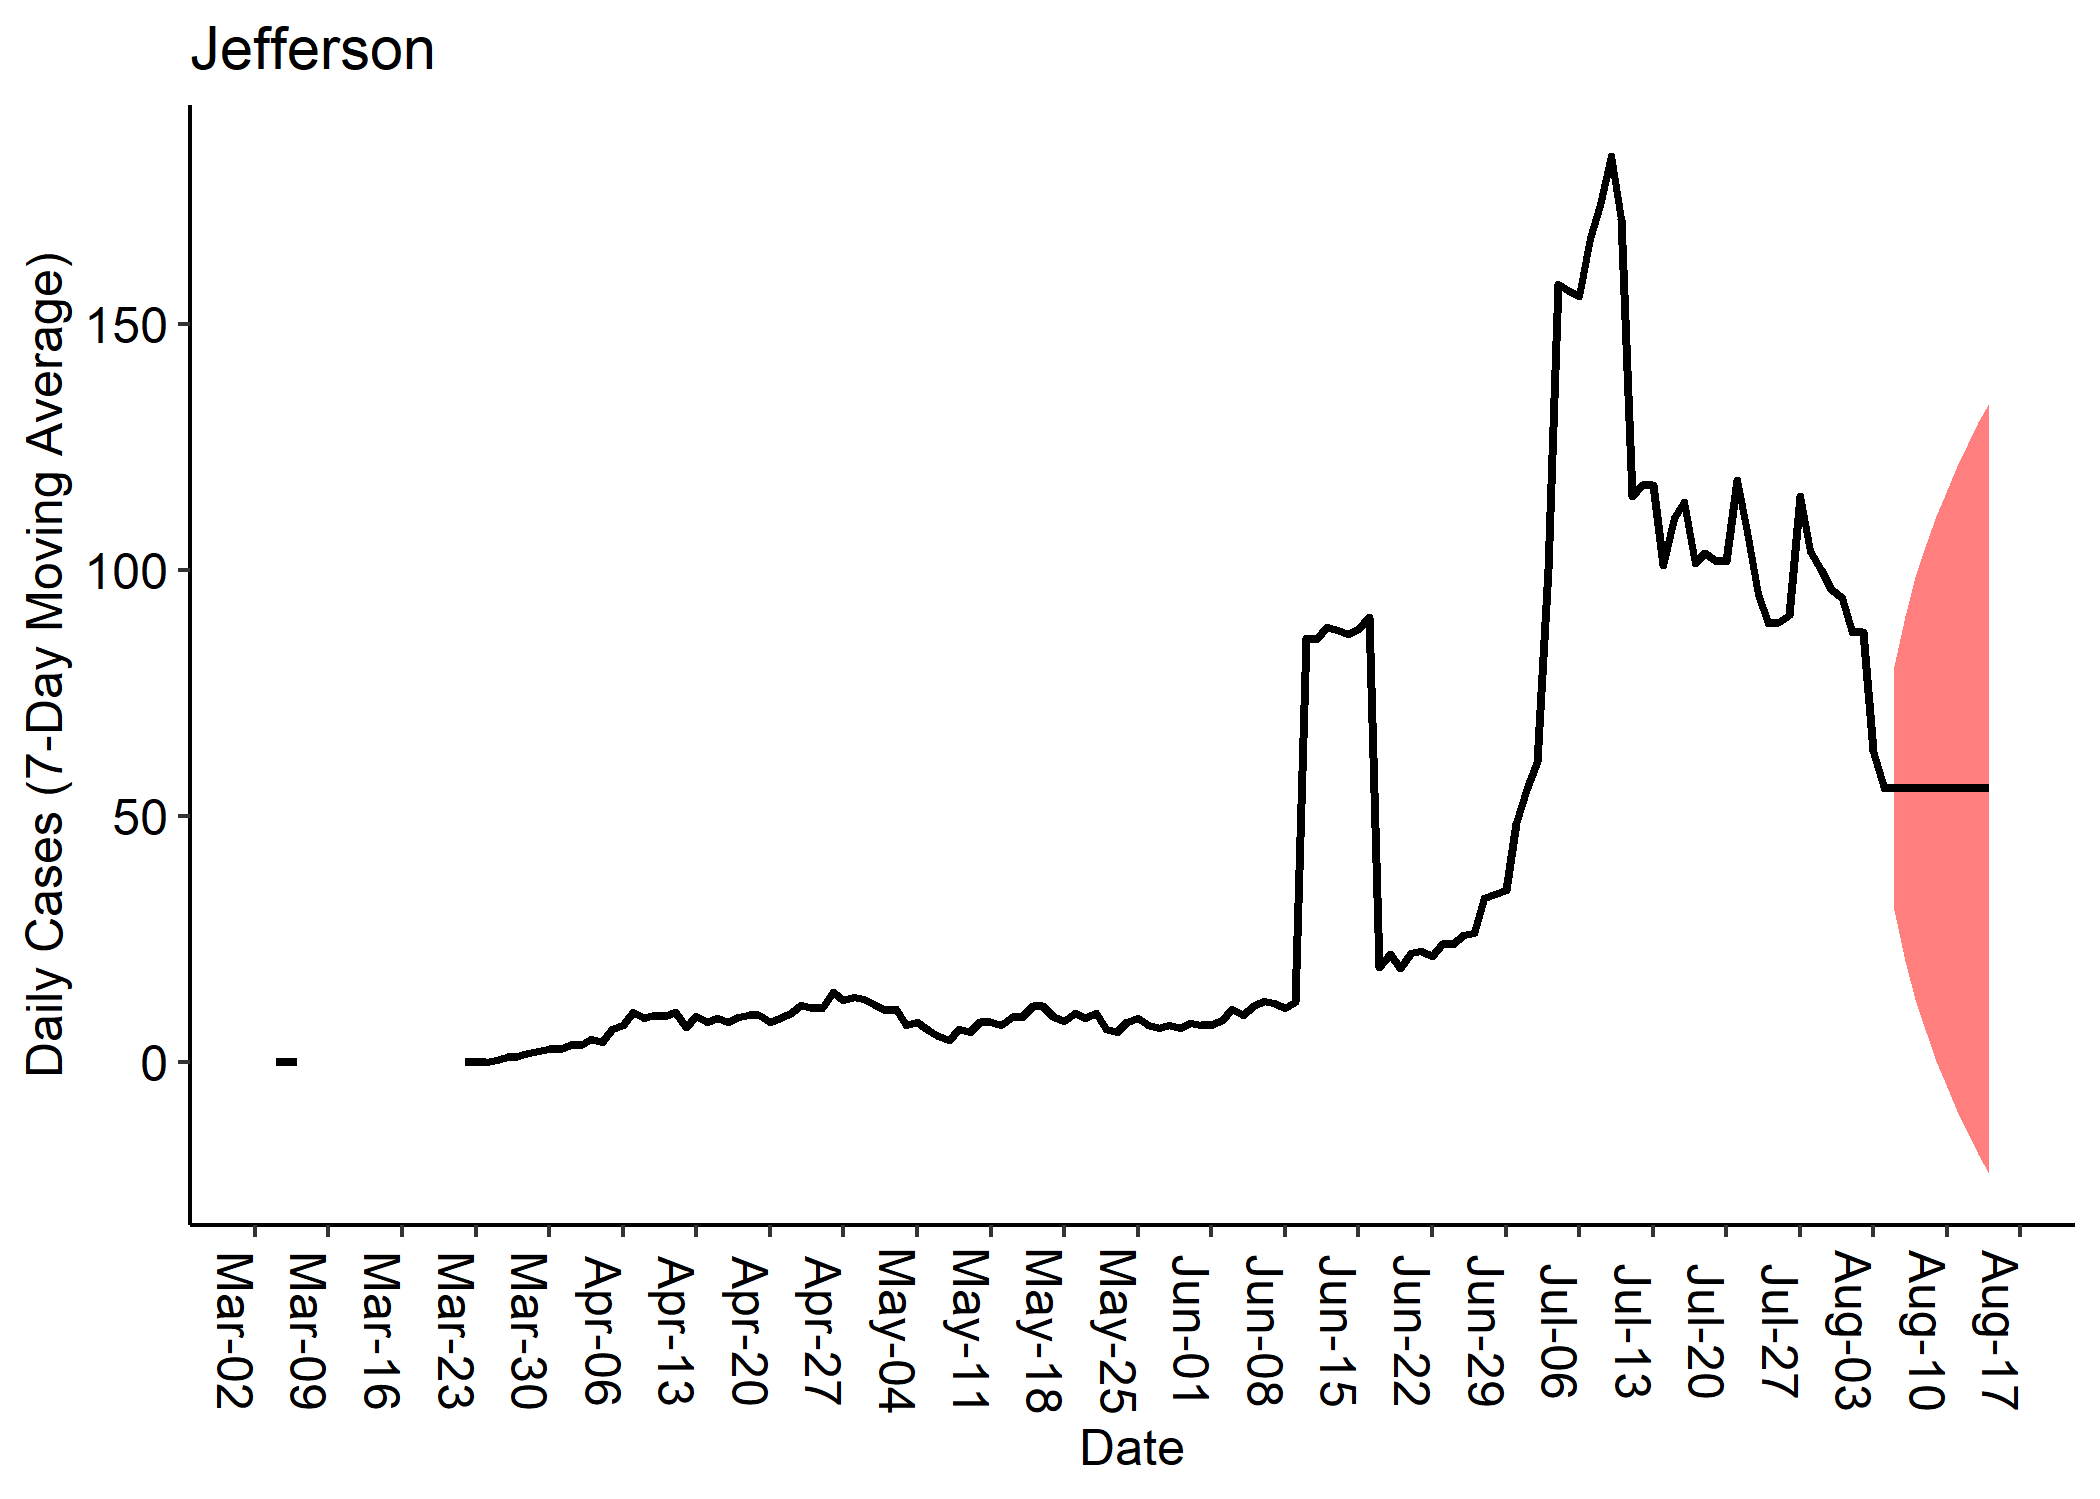 Jefferson
Daily Cases (7-Day Moving Average)
150
100
50
0
Mar-02
Mar-09
Mar-16
Mar-23
Mar-30
Apr-06
Apr-13
Apr-20
Apr-27
May-04
May-11
May-18
May-25
Jun-01
Jun-08
Jun-15
Jun-22
Jun-29
Jul-06
Jul-13
Jul-20
Jul-27
Aug-03
Aug-10
Aug-17
Date